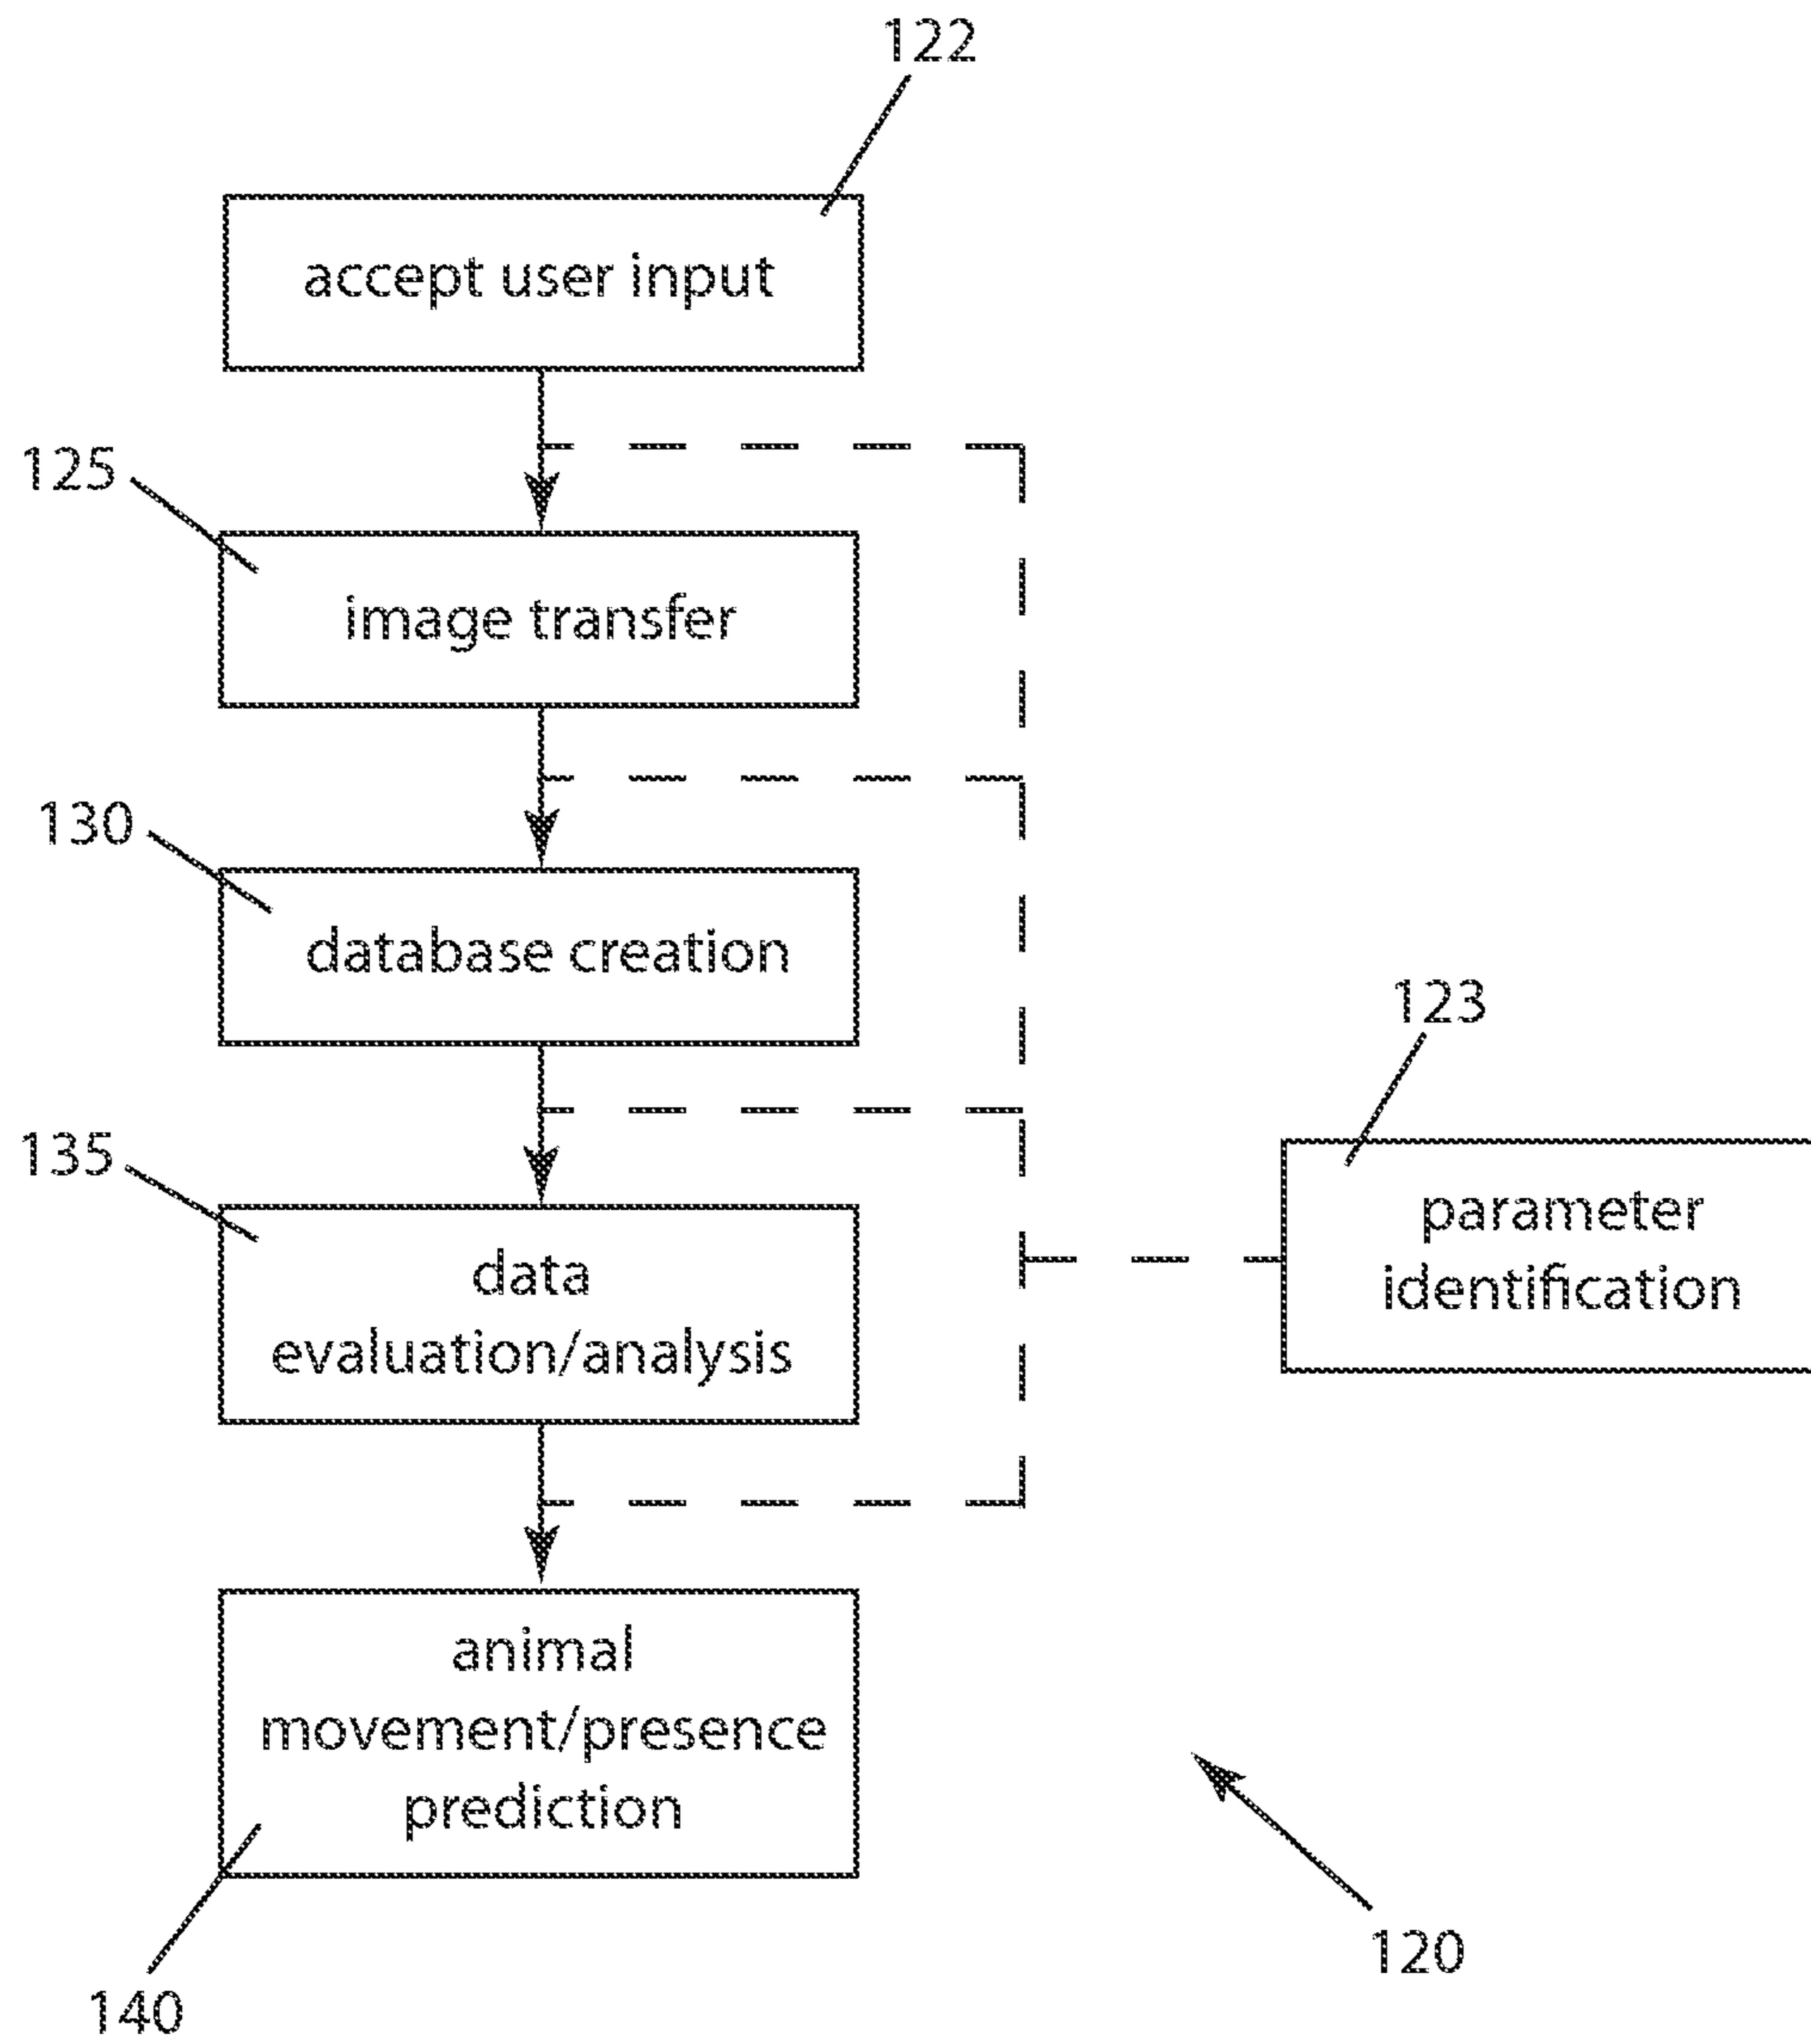 122
accept user input
125
image transfer
130
database creation
123
135
parameter
identification
data
evaluation/analysis
animal
movement/presence
prediction
120
140